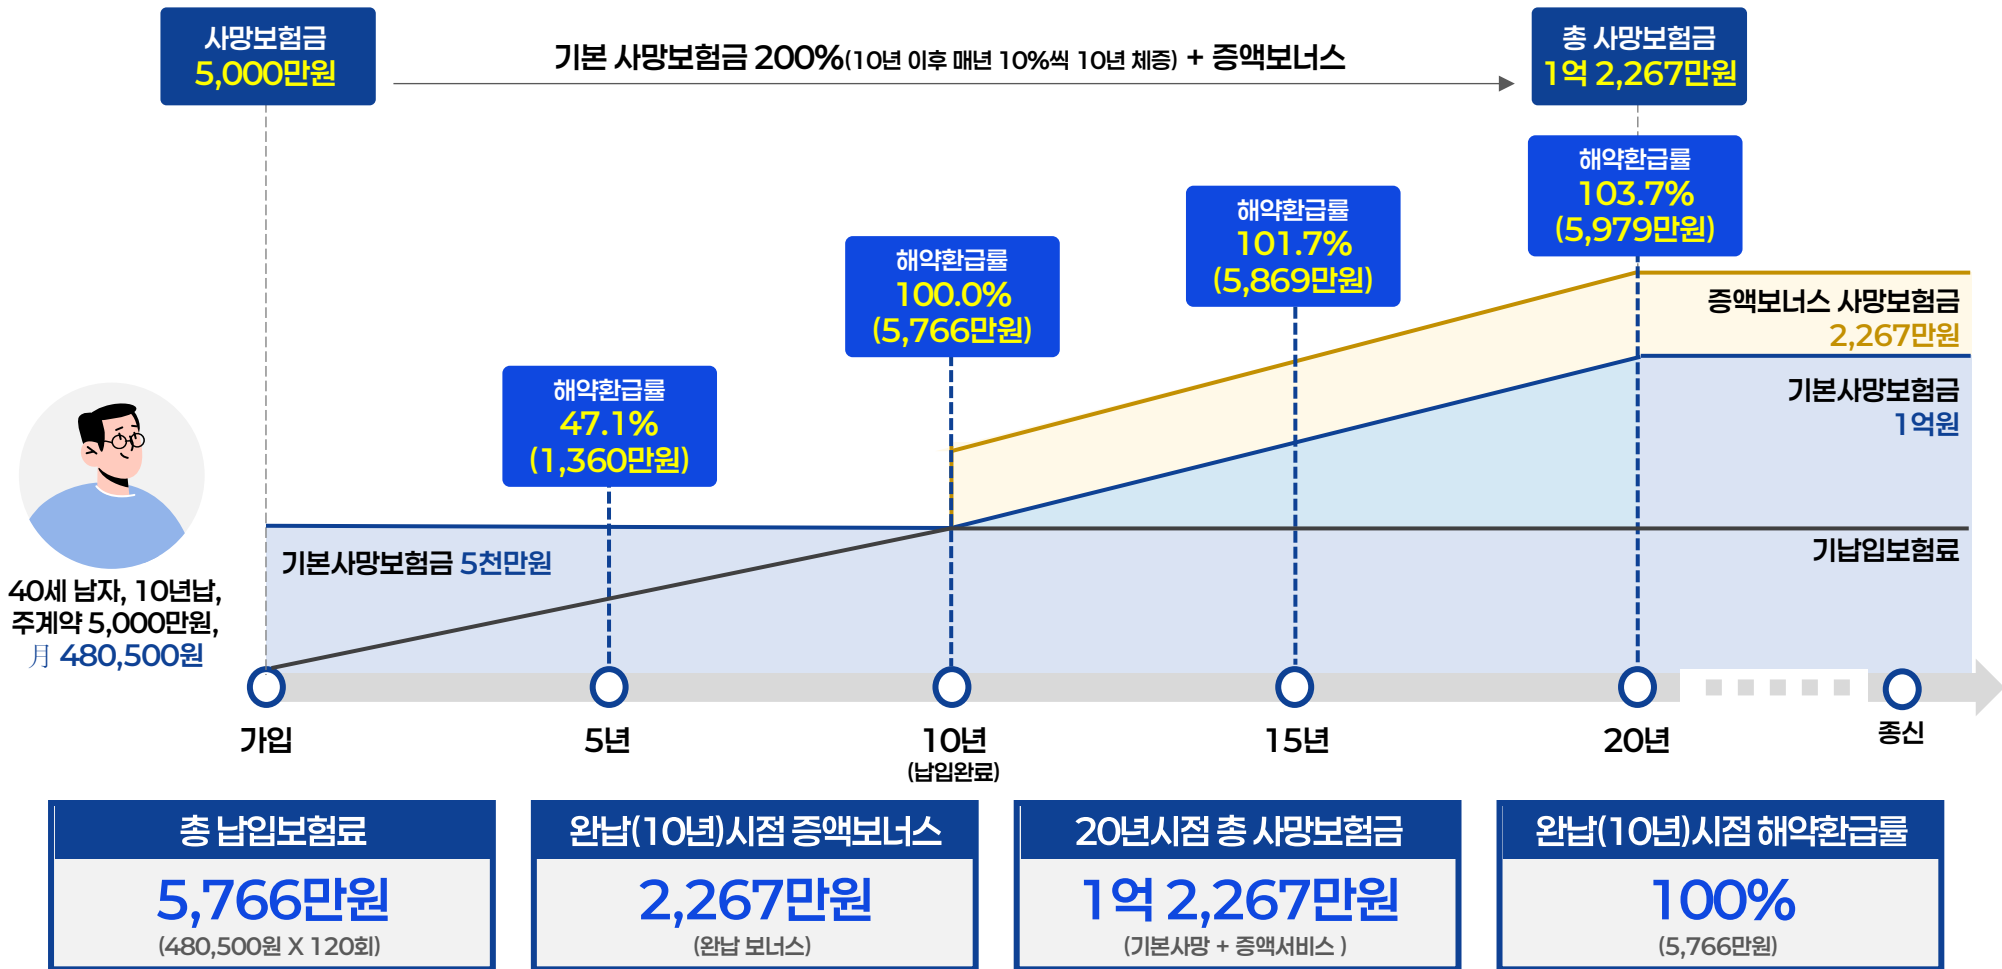 사망보험금
5,000만원
기본 사망보험금 200%(10년 이후 매년 10%씩 10년 체증) + 증액보너스
총 사망보험금
1억 2,267만원
해약환급률
103.7%
(5,979만원)
해약환급률
101.7%
(5,869만원)
해약환급률
100.0%
(5,766만원)
해약환급률
47.1%
(1,360만원)
증액보너스 사망보험금
2,267만원
기본사망보험금
1억원
기본사망보험금 5천만원
기납입보험료
40세 남자, 10년납,
주계약 5,000만원,
月 480,500원
가입
5년
10년
(납입완료)
15년
20년
종신
총 납입보험료
5,766만원
(480,500원 X 120회)
완납(10년)시점 증액보너스
2,267만원
(완납 보너스)
20년시점 총 사망보험금
1억 2,267만원
(기본사망 + 증액서비스 )
완납(10년)시점 해약환급률
100%
(5,766만원)